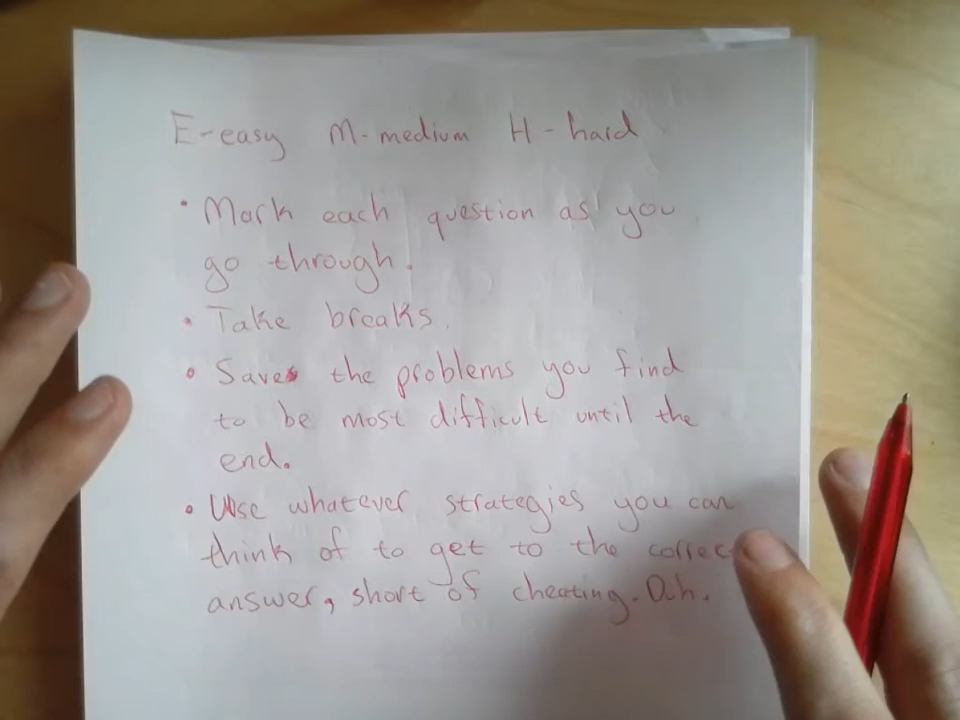 E-easy M-medium H-hard
• Mark each question as you
go through.
• Take breaks.
• Save the problems you find
to be most difficult until the
end.
• Use whatever strategies you can
think of to get to the correc
answer, short of cheating. Duh.